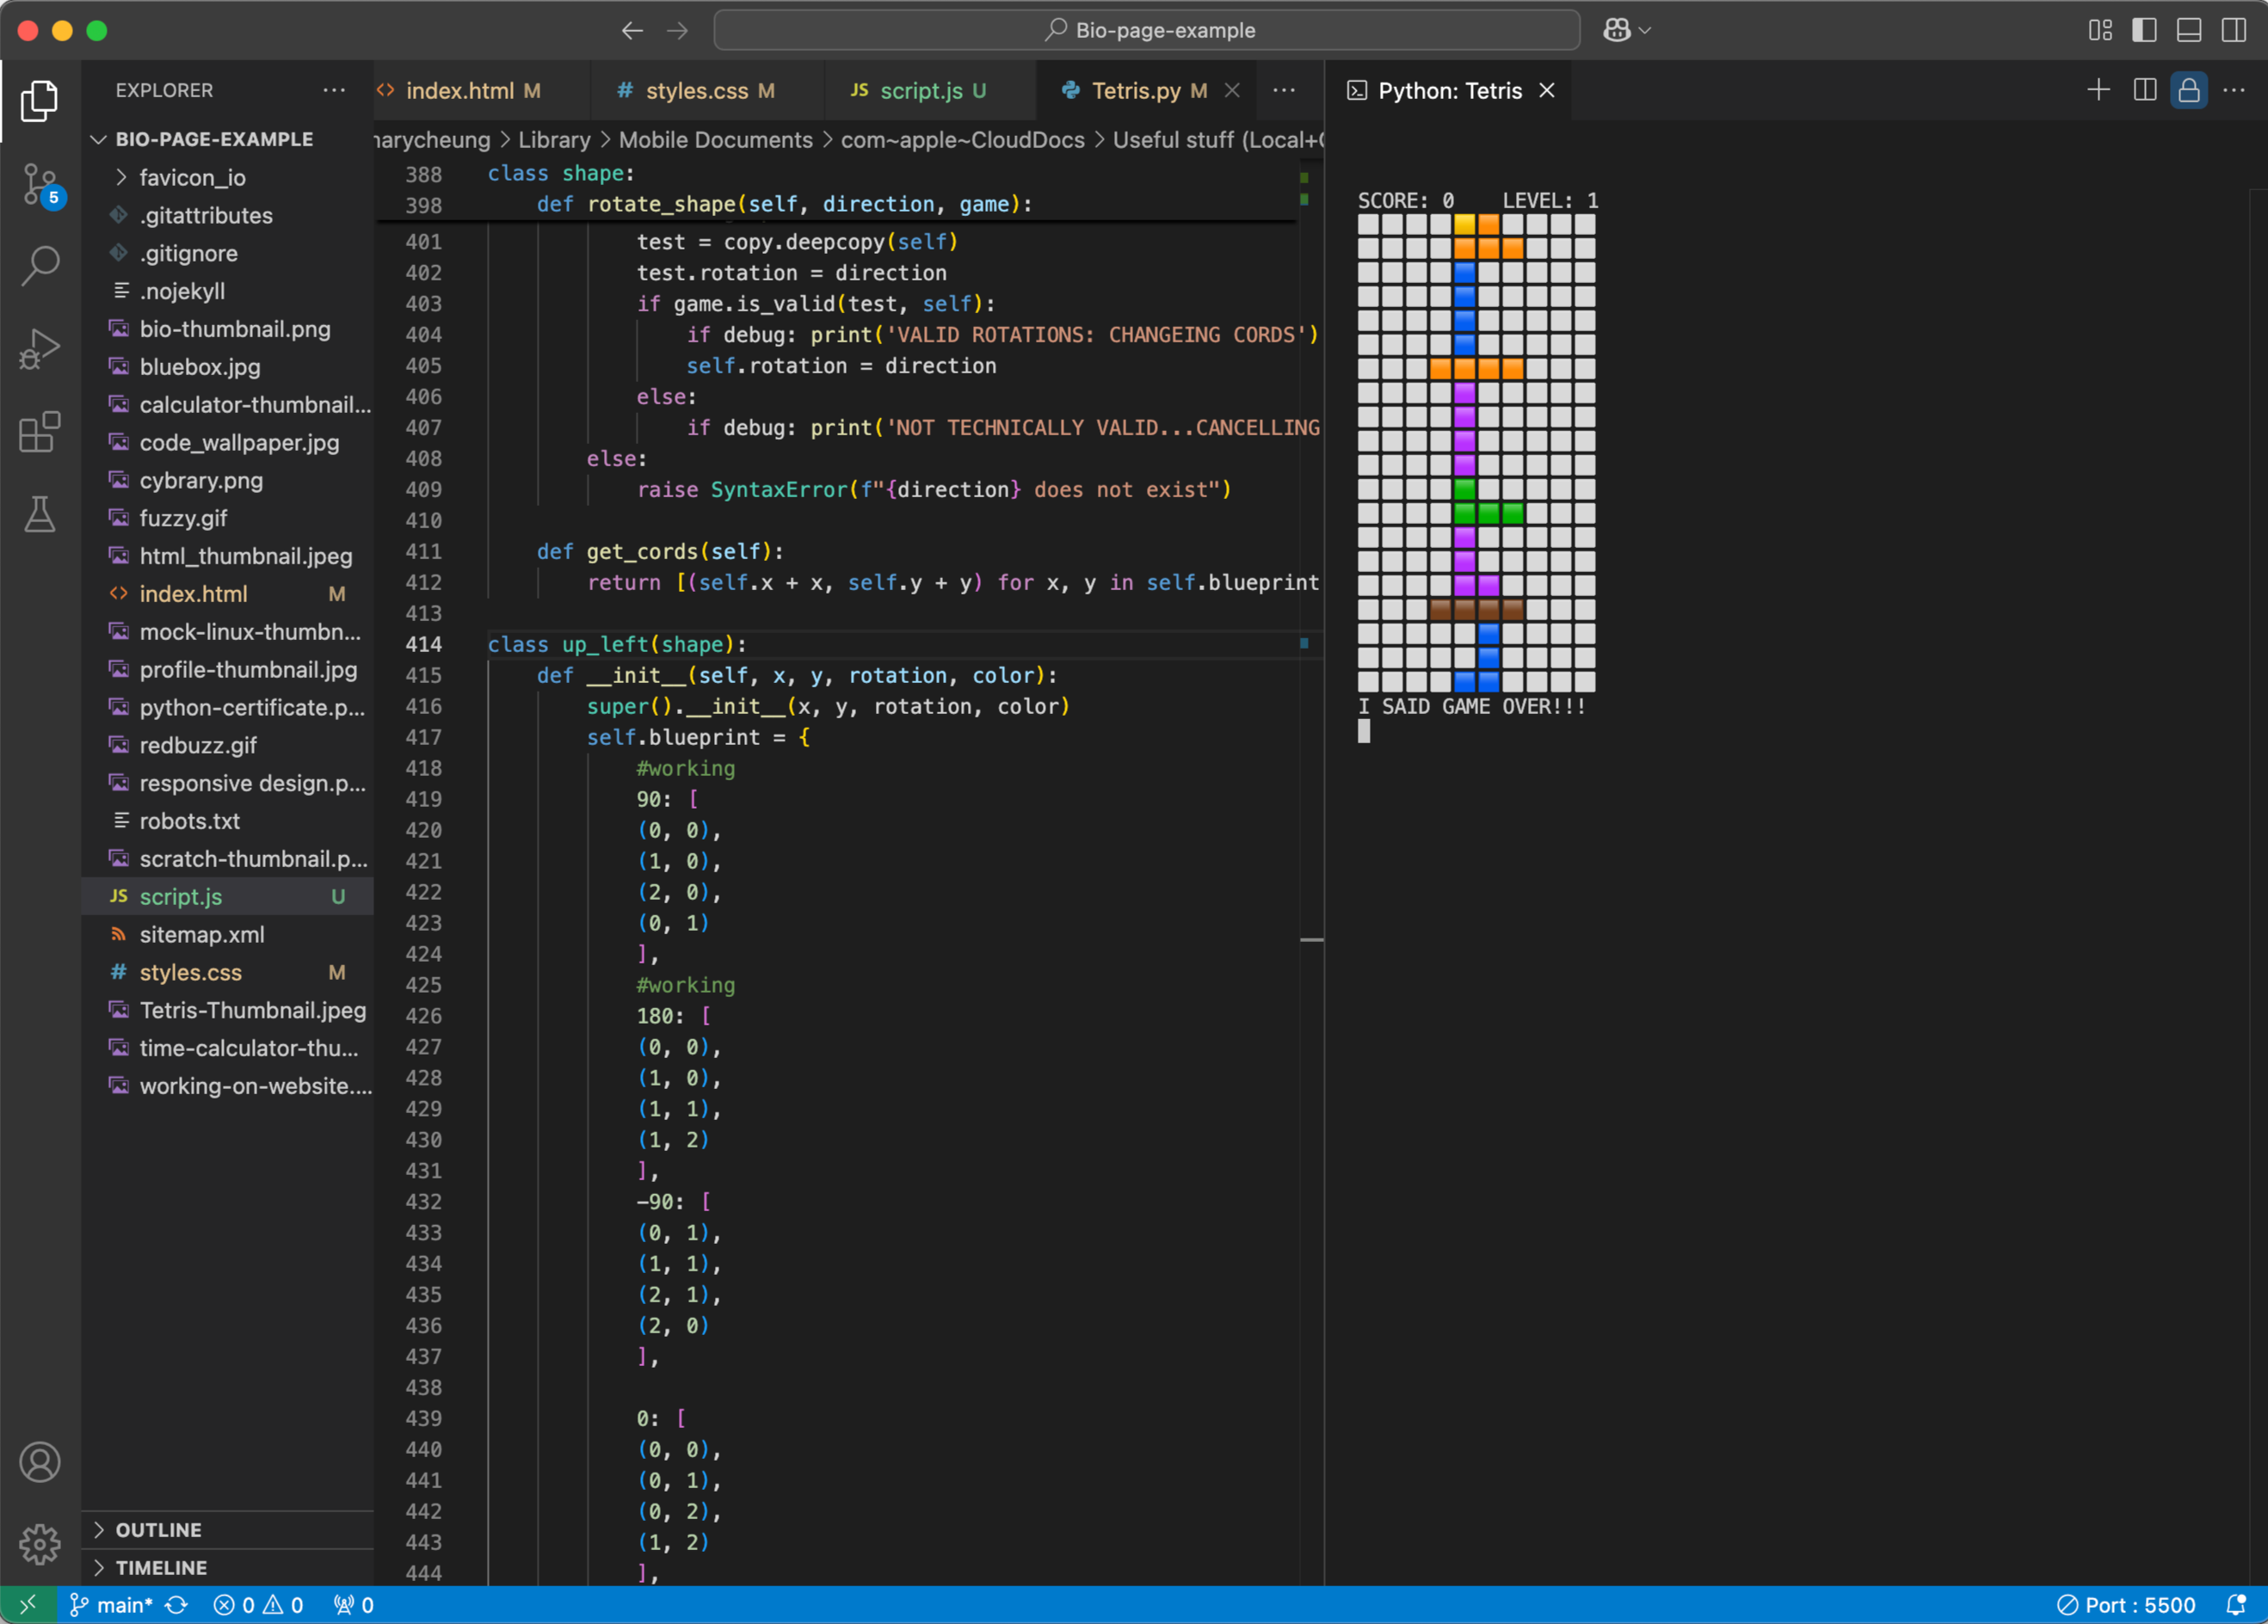 Bio-page-example
EXPLORER
BIO-PAGE-EXAMPLE
favicon_io
.gitattributes
.gitignore
.nojekyll
bio-thumbnail.png
bluebox.jpg
calculator-thumbnail...
code_wallpaper.jpg
cybrary.png
fuzzy.gif
html_thumbnail.jpeg
index.html M
mock-linux-thumbn...
profile-thumbnail.jpg
python-certificate.p...
redbuzz.gif
responsive design.p...
robots.txt
scratch-thumbnail.p...
JS script.js U
sitemap.xml
# styles.css M
Tetris-Thumbnail.jpeg
time-calculator-thu...
working-on-website....
OUTLINE
TIMELINE
5
<> index.html M # styles.css M JS script.js U Tetris.py M
arycheung > Library > Mobile Documents > com~apple~CloudDocs > Useful stuff (Local+
388 class shape:
398 def rotate_shape(self, direction, game):
401 test = copy.deepcopy(self)
402 test.rotation = direction
403 if game.is_valid(test, self):
404 if debug: print('VALID ROTATIONS: CHANGEING CORDS')
405 self.rotation = direction
406 else:
407 if debug: print('NOT TECHNICALLY VALID...CANCELLING
408 else:
409 raise SyntaxError(f"{direction} does not exist")
410
411 def get_cords(self):
412 return [(self.x + x, self.y + y) for x, y in self.blueprint
413
414 class up_left(shape):
415 def __init__(self, x, y, rotation, color):
416 super().__init__(x, y, rotation, color)
417 self.blueprint = {
418 #working
419 90: [
420 (0, 0),
421 (1, 0),
422 (2, 0),
423 (0, 1)
424 ],
425 #working
426 180: [
427 (0, 0),
428 (1, 0),
429 (1, 1),
430 (1, 2)
431 ],
432 -90: [
433 (0, 1),
434 (1, 1),
435 (2, 1),
436 (2, 0)
437 ],
438
439 0: [
440 (0, 0),
441 (0, 1),
442 (0, 2),
443 (1, 2)
444 ],
Python: Tetris
SCORE: 0 LEVEL: 1
I SAID GAME OVER!!!
main* 0 0 0
Port : 5500